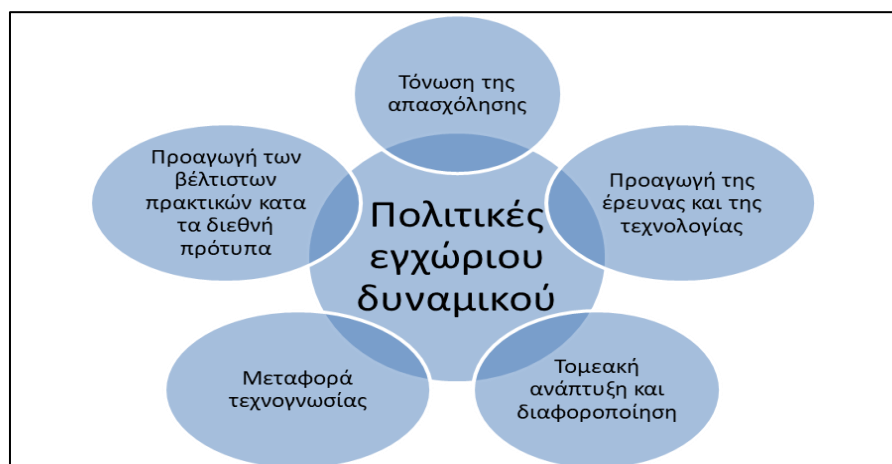 Τόνωση της
απασχόλησης
Προαγωγή των
βέλτιστων
πρακτικών κατα
τα διεθνή
πρότυπα
Προαγωγή της
έρευνας και της
τεχνολογίας
Πολιτικές
εγχώριου
δυναμικού
Μεταφορά
τεχνογνωσίας
Τομεακή
ανάπτυξη και
διαφοροποίηση